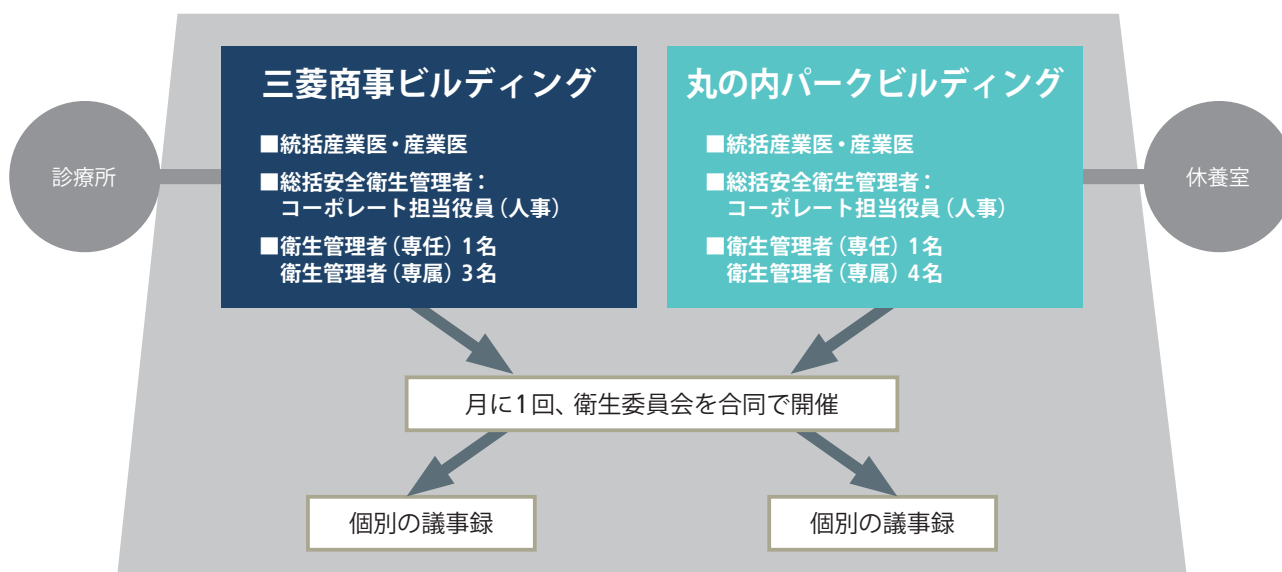 三菱商事ビルディング
■統括産業医・産業医
■総括安全衛生管理者：
コーポレート担当役員（人事）
■衛生管理者（専任）1名
衛生管理者（専属）3名
丸の内パークビルディング
■統括産業医・産業医
■総括安全衛生管理者：
コーポレート担当役員（人事）
■衛生管理者（専任）1名
衛生管理者（専属）4名
診療所
休養室
月に1回、衛生委員会を合同で開催
個別の議事録
個別の議事録